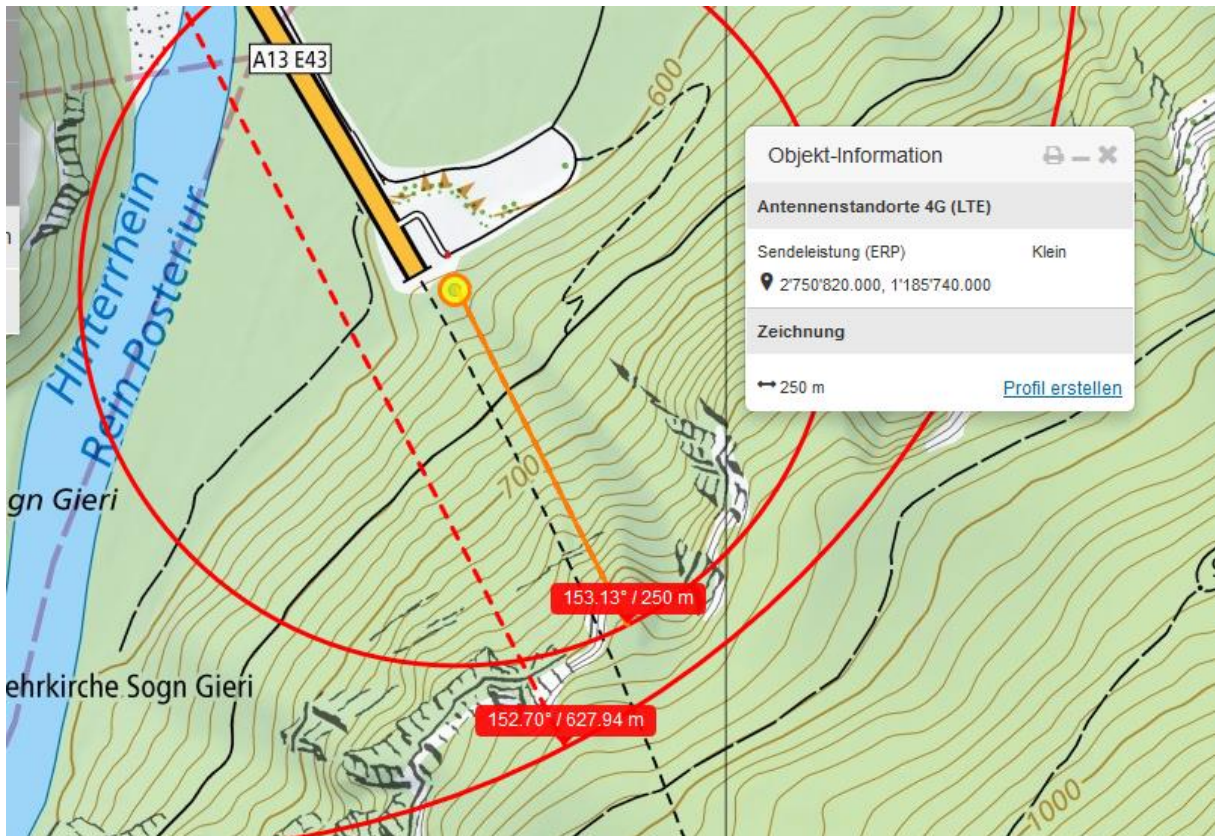 A13 E43
600
Hinterrhein
Rein Posteriur
gn Gieri
700
ehrkirche Sogn Gieri
1000
153.13° / 250 m
152.70° / 627.94 m
Objekt-Information
Antennenstandorte 4G (LTE)
Sendeleistung (ERP) Klein
2'750'820.000, 1'185'740.000
Zeichnung
250 m Profil erstellen